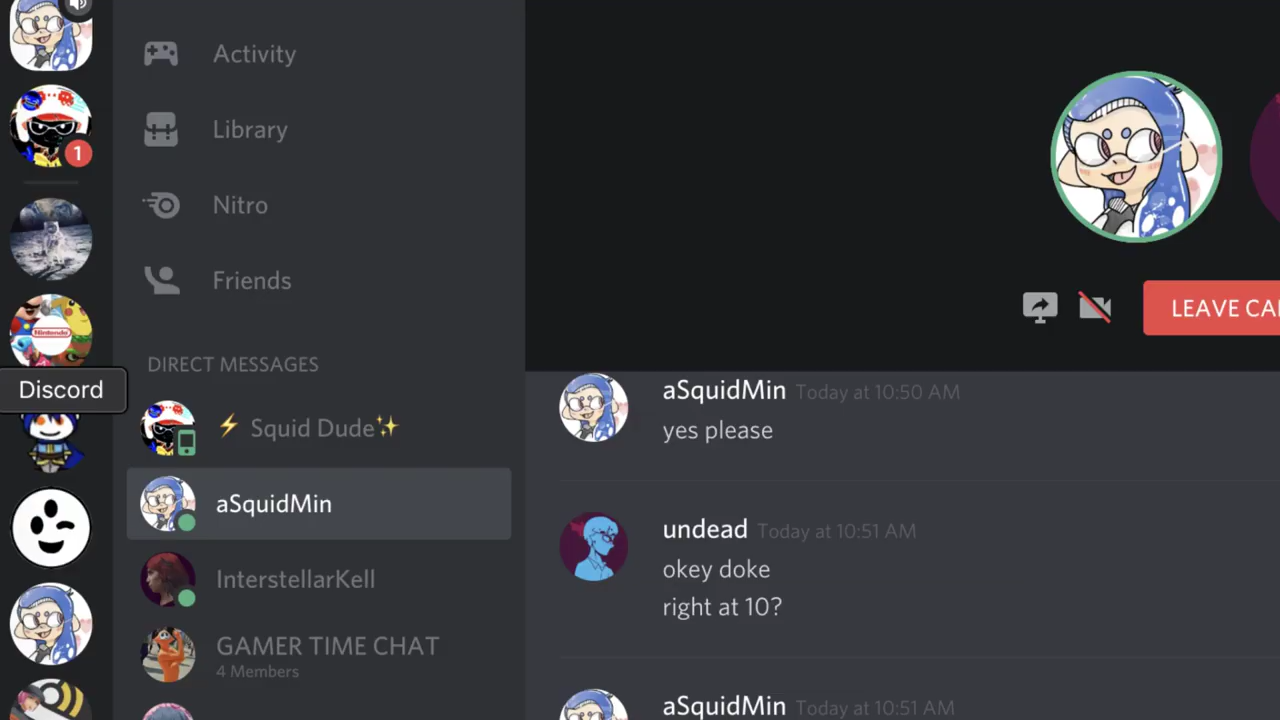 Activity
1
Library
Nitro
Friends
LEAVE
Nintendo
DIRECT MESSAGES
Discord
aSquidMin Today at 10:50 AM
yes please
⚡ Squid Dude✨
aSquidMin
undead Today at 10:51 AM
okey doke
right at 10?
InterstellarKell
GAMER TIME CHAT
4 Members
aSquidMin Today at 10:51 AM